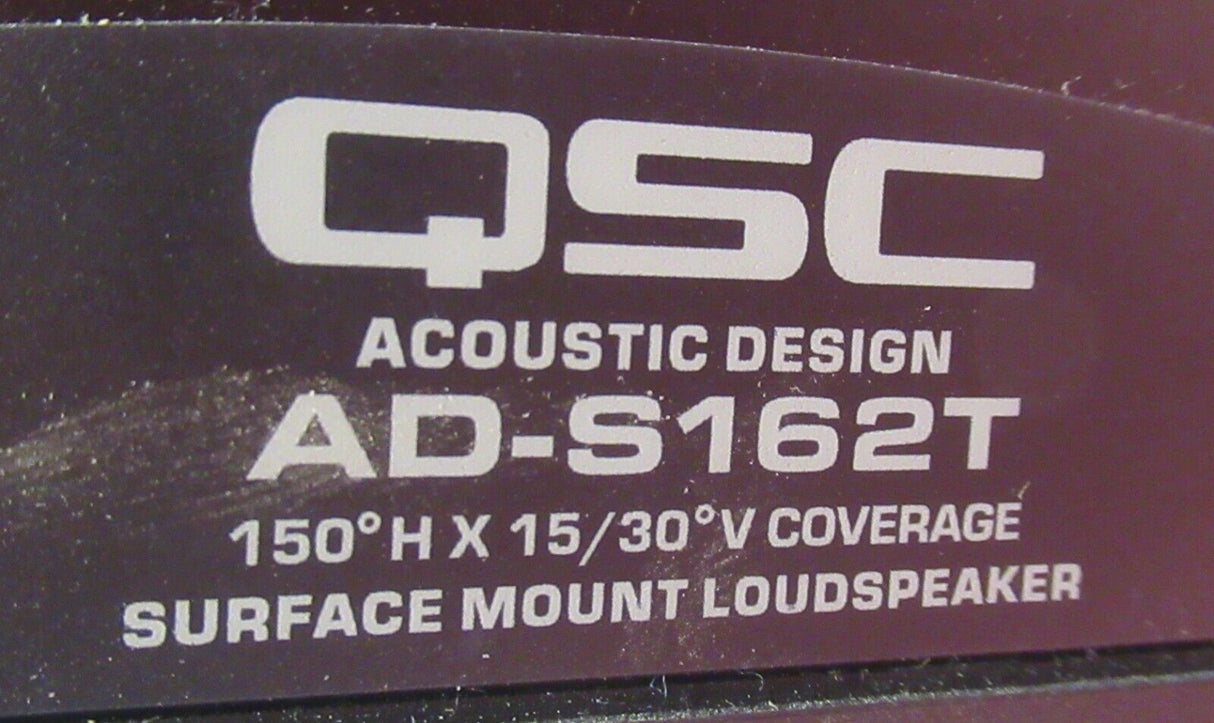 QSC
ACOUSTIC DESIGN
AD-S162T
150°H X 15/30°V COVERAGE
SURFACE MOUNT LOUDSPEAKER